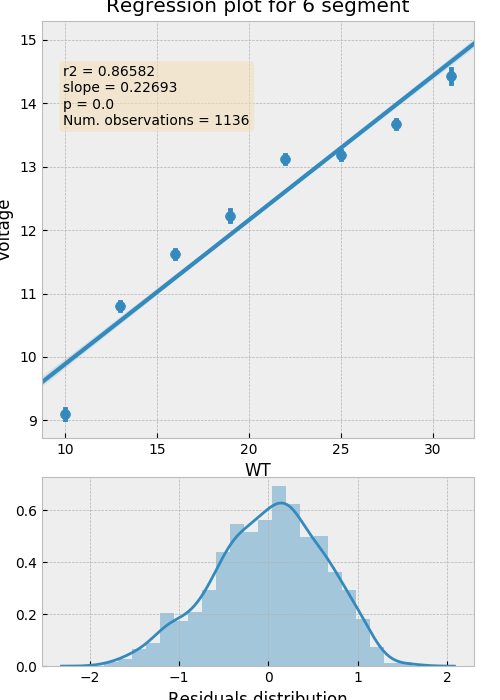 Regression plot for 6 segment
15
14
13
12
11
10
9
r2 = 0.86582
slope = 0.22693
p = 0.0
Num. observations = 1136
voltage
10 15 20 25 30
WT
0.6
0.4
0.2
0.0
−2 −1 0 1 2
Residuals distribution